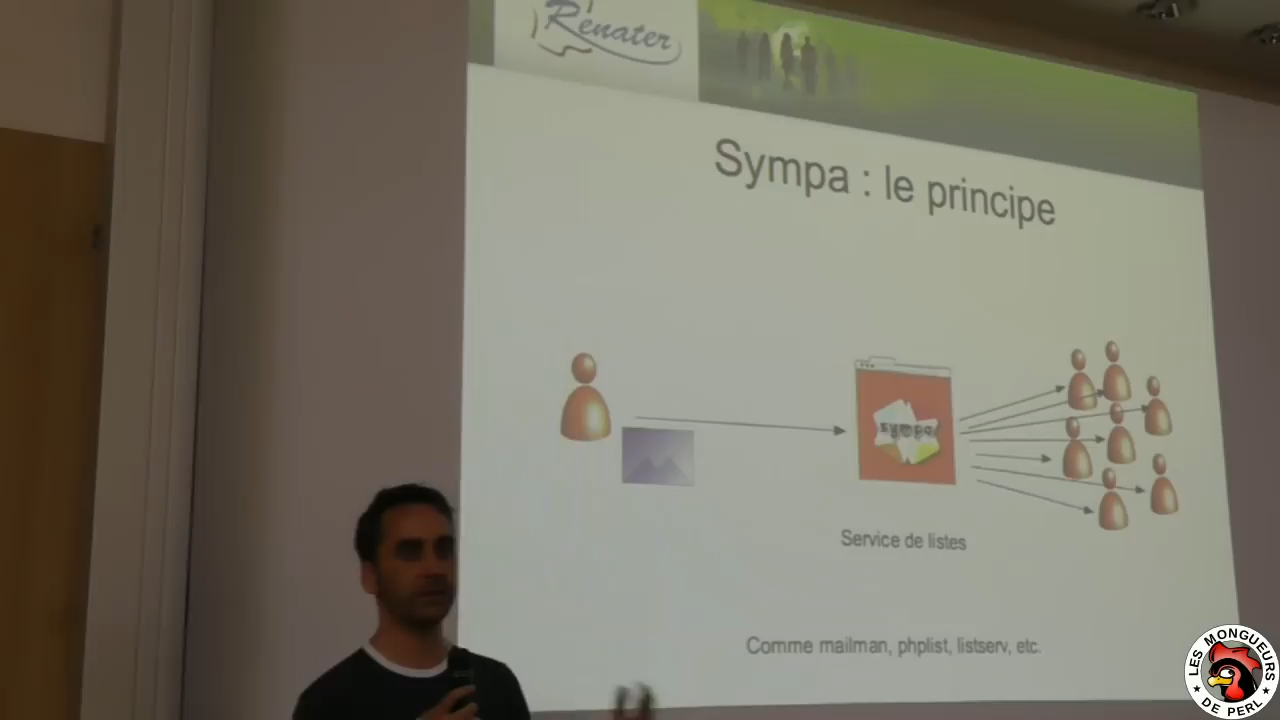 Renater
Sympa : le principe
sympa
Service de listes
Comme mailman, phplist, listserv, etc.
LES MONGUEURS
DE PERL